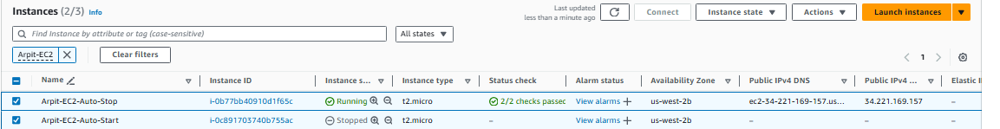 Instances (2/3) Info
Last updated
less than a minute ago
Connect
Instance state
Actions
Launch instances
Find Instance by attribute or tag (case-sensitive)
All states
Arpit-EC2
Clear filters
1
Name Instance ID Instance s... Instance type Status check Alarm status Availability Zone Public IPv4 DNS Public IPv4 ... Elastic
Arpit-EC2-Auto-Stop i-0b77bb40910d1f65c Running t2.micro 2/2 checks passec View alarms + us-west-2b ec2-34-221-169-157.us... 34.221.169.157 –
Arpit-EC2-Auto-Start i-0c891703740b755ac Stopped t2.micro – View alarms + us-west-2b – – –